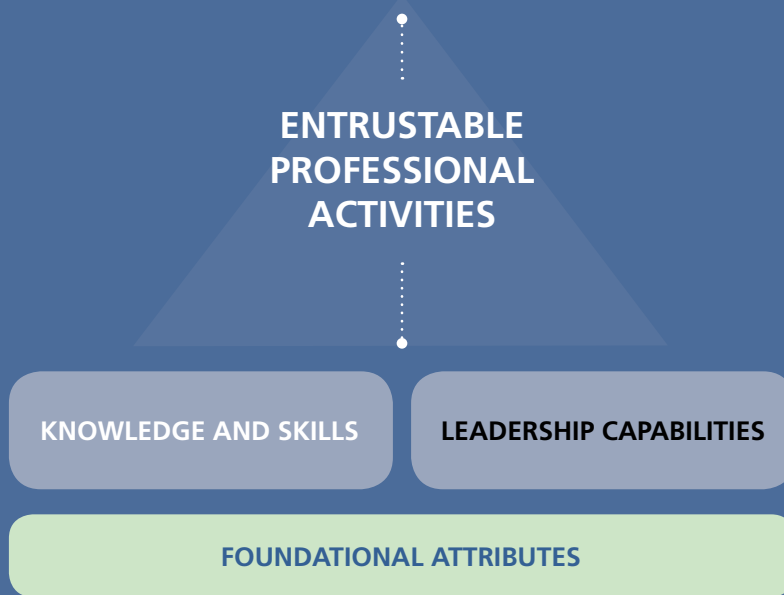 ENTRUSTABLE
PROFESSIONAL
ACTIVITIES
KNOWLEDGE AND SKILLS
LEADERSHIP CAPABILITIES
FOUNDATIONAL ATTRIBUTES